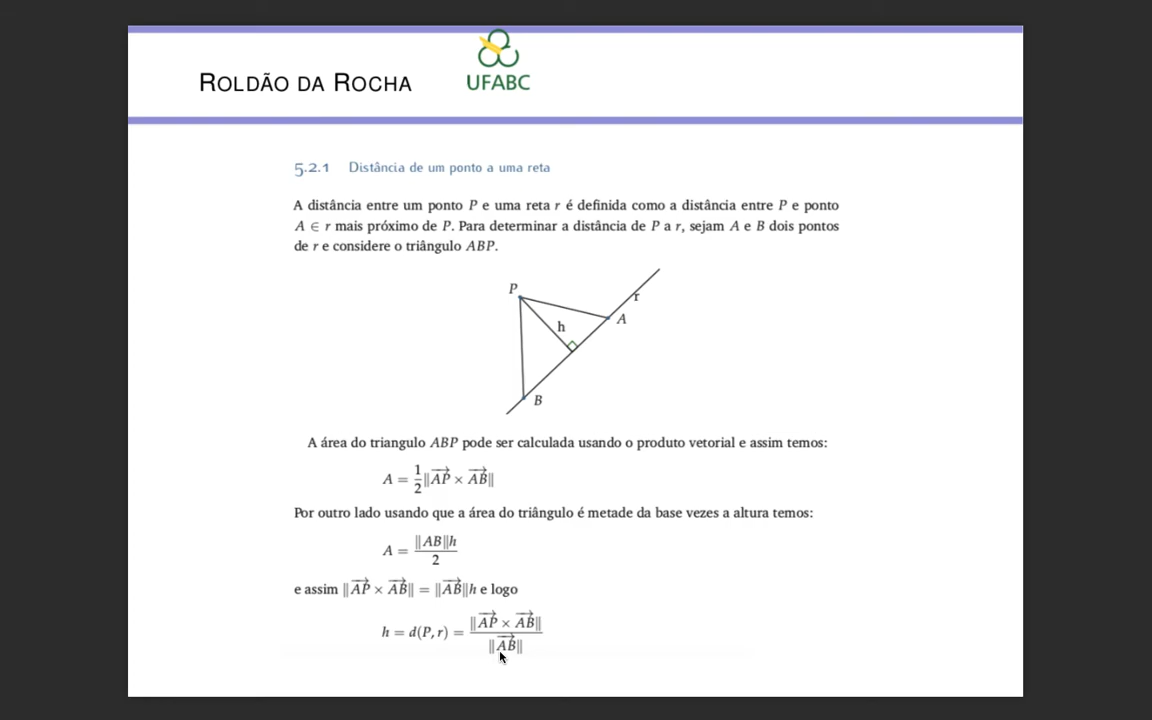 ROLDÃO DA ROCHA
UFABC
5.2.1 Distância de um ponto a uma reta
A distância entre um ponto P e uma reta r é definida como a distância entre P e ponto
A ∈ r mais próximo de P. Para determinar a distância de P a r, sejam A e B dois pontos
de r e considere o triângulo ABP.
P
r
h
A
B
A área do triangulo ABP pode ser calculada usando o produto vetorial e assim temos:
A = 1/2 ‖AP⃗ × AB⃗‖
Por outro lado usando que a área do triângulo é metade da base vezes a altura temos:
A = ‖AB‖h / 2
e assim ‖AP⃗ × AB⃗‖ = ‖AB⃗‖h e logo
h = d(P, r) = ‖AP⃗ × AB⃗‖ / ‖AB⃗‖